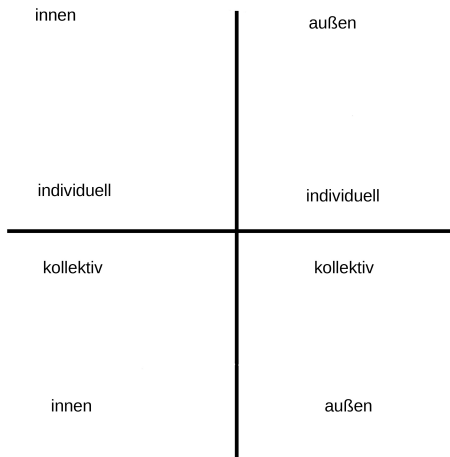 innen
außen
individuell
individuell
kollektiv
kollektiv
innen
außen